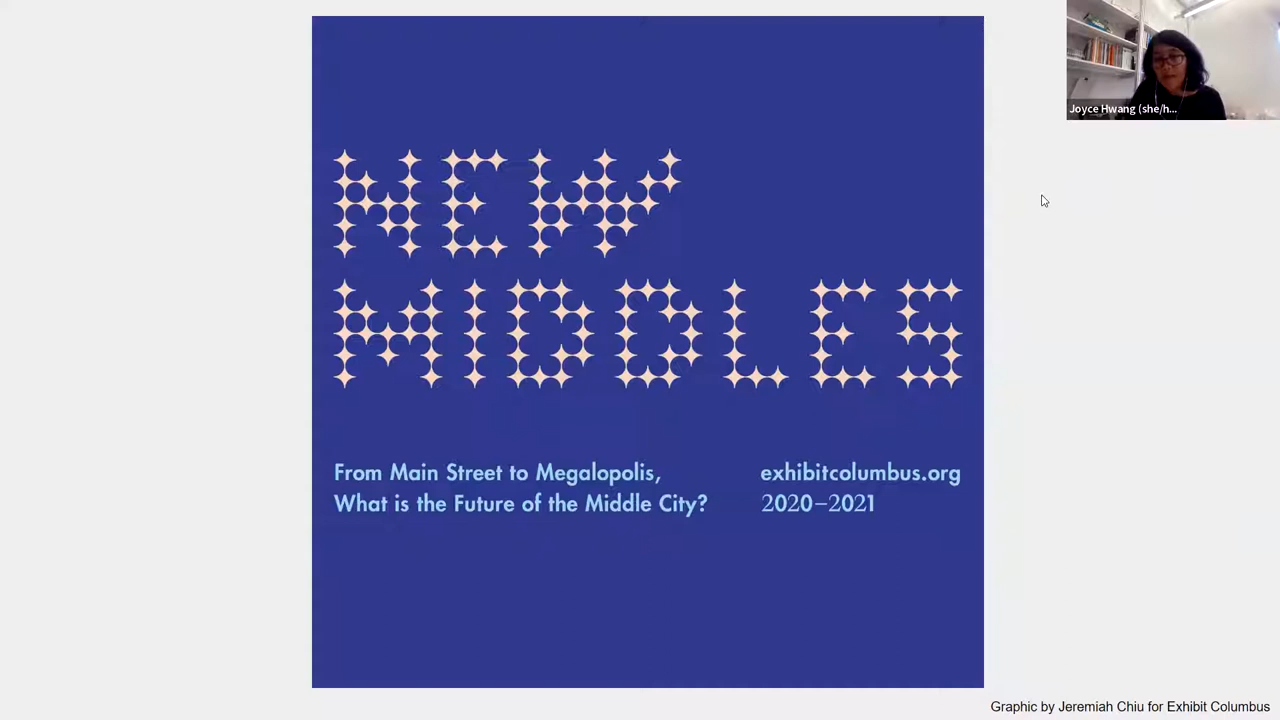 NEW
MIDDLES
From Main Street to Megalopolis,
What is the Future of the Middle City?
exhibitcolumbus.org
2020–2021
Joyce Hwang (she/h...
Graphic by Jeremiah Chiu for Exhibit Columbus